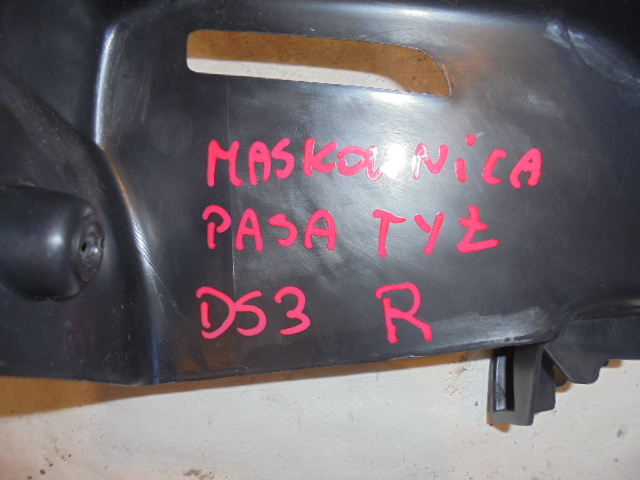 MASKOWNiCA
PASA TYŁ
DS3 R